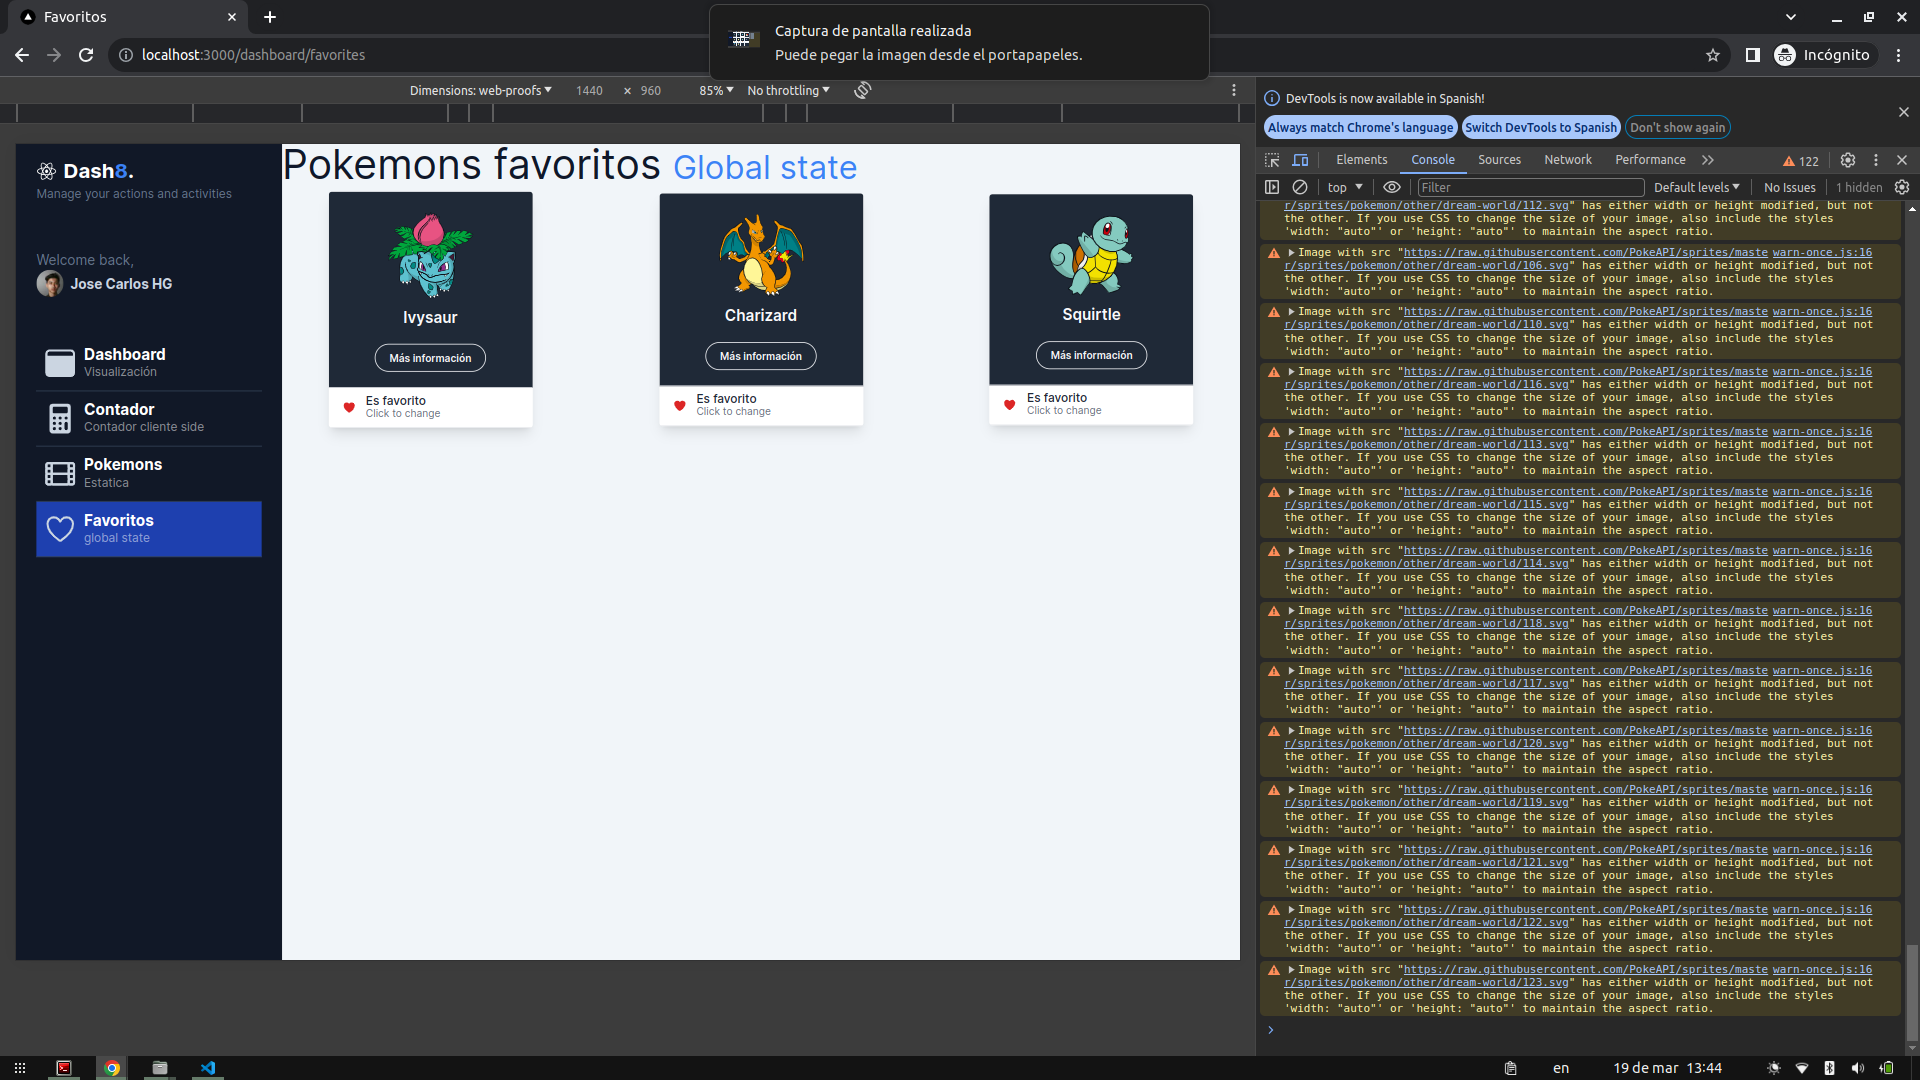 Favoritos
Captura de pantalla realizada
Puede pegar la imagen desde el portapapeles.
localhost:3000/dashboard/favorites
Incógnito
Dimensions: web-proofs 1440 × 960 85% No throttling
Dash8.
Manage your actions and activities
Welcome back,
Jose Carlos HG
Dashboard
Visualización
Contador
Contador cliente side
Pokemons
Estatica
Favoritos
global state
Pokemons favoritos Global state
Ivysaur
Más información
Es favorito
Click to change
Charizard
Más información
Es favorito
Click to change
Squirtle
Más información
Es favorito
Click to change
DevTools is now available in Spanish!
Always match Chrome's language Switch DevTools to Spanish Don't show again
Elements Console Sources Network Performance 122
top Filter Default levels No Issues 1 hidden
r/sprites/pokemon/other/dream-world/112.svg" has either width or height modified, but not
the other. If you use CSS to change the size of your image, also include the styles
'width: "auto"' or 'height: "auto"' to maintain the aspect ratio.
Image with src "https://raw.githubusercontent.com/PokeAPI/sprites/maste warn-once.js:16
r/sprites/pokemon/other/dream-world/106.svg" has either width or height modified, but not
the other. If you use CSS to change the size of your image, also include the styles
'width: "auto"' or 'height: "auto"' to maintain the aspect ratio.
Image with src "https://raw.githubusercontent.com/PokeAPI/sprites/maste warn-once.js:16
r/sprites/pokemon/other/dream-world/110.svg" has either width or height modified, but not
the other. If you use CSS to change the size of your image, also include the styles
'width: "auto"' or 'height: "auto"' to maintain the aspect ratio.
Image with src "https://raw.githubusercontent.com/PokeAPI/sprites/maste warn-once.js:16
r/sprites/pokemon/other/dream-world/116.svg" has either width or height modified, but not
the other. If you use CSS to change the size of your image, also include the styles
'width: "auto"' or 'height: "auto"' to maintain the aspect ratio.
Image with src "https://raw.githubusercontent.com/PokeAPI/sprites/maste warn-once.js:16
r/sprites/pokemon/other/dream-world/113.svg" has either width or height modified, but not
the other. If you use CSS to change the size of your image, also include the styles
'width: "auto"' or 'height: "auto"' to maintain the aspect ratio.
Image with src "https://raw.githubusercontent.com/PokeAPI/sprites/maste warn-once.js:16
r/sprites/pokemon/other/dream-world/115.svg" has either width or height modified, but not
the other. If you use CSS to change the size of your image, also include the styles
'width: "auto"' or 'height: "auto"' to maintain the aspect ratio.
Image with src "https://raw.githubusercontent.com/PokeAPI/sprites/maste warn-once.js:16
r/sprites/pokemon/other/dream-world/114.svg" has either width or height modified, but not
the other. If you use CSS to change the size of your image, also include the styles
'width: "auto"' or 'height: "auto"' to maintain the aspect ratio.
Image with src "https://raw.githubusercontent.com/PokeAPI/sprites/maste warn-once.js:16
r/sprites/pokemon/other/dream-world/118.svg" has either width or height modified, but not
the other. If you use CSS to change the size of your image, also include the styles
'width: "auto"' or 'height: "auto"' to maintain the aspect ratio.
Image with src "https://raw.githubusercontent.com/PokeAPI/sprites/maste warn-once.js:16
r/sprites/pokemon/other/dream-world/117.svg" has either width or height modified, but not
the other. If you use CSS to change the size of your image, also include the styles
'width: "auto"' or 'height: "auto"' to maintain the aspect ratio.
Image with src "https://raw.githubusercontent.com/PokeAPI/sprites/maste warn-once.js:16
r/sprites/pokemon/other/dream-world/120.svg" has either width or height modified, but not
the other. If you use CSS to change the size of your image, also include the styles
'width: "auto"' or 'height: "auto"' to maintain the aspect ratio.
Image with src "https://raw.githubusercontent.com/PokeAPI/sprites/maste warn-once.js:16
r/sprites/pokemon/other/dream-world/119.svg" has either width or height modified, but not
the other. If you use CSS to change the size of your image, also include the styles
'width: "auto"' or 'height: "auto"' to maintain the aspect ratio.
Image with src "https://raw.githubusercontent.com/PokeAPI/sprites/maste warn-once.js:16
r/sprites/pokemon/other/dream-world/121.svg" has either width or height modified, but not
the other. If you use CSS to change the size of your image, also include the styles
'width: "auto"' or 'height: "auto"' to maintain the aspect ratio.
Image with src "https://raw.githubusercontent.com/PokeAPI/sprites/maste warn-once.js:16
r/sprites/pokemon/other/dream-world/122.svg" has either width or height modified, but not
the other. If you use CSS to change the size of your image, also include the styles
'width: "auto"' or 'height: "auto"' to maintain the aspect ratio.
Image with src "https://raw.githubusercontent.com/PokeAPI/sprites/maste warn-once.js:16
r/sprites/pokemon/other/dream-world/123.svg" has either width or height modified, but not
the other. If you use CSS to change the size of your image, also include the styles
'width: "auto"' or 'height: "auto"' to maintain the aspect ratio.
en 19 de mar 13:44